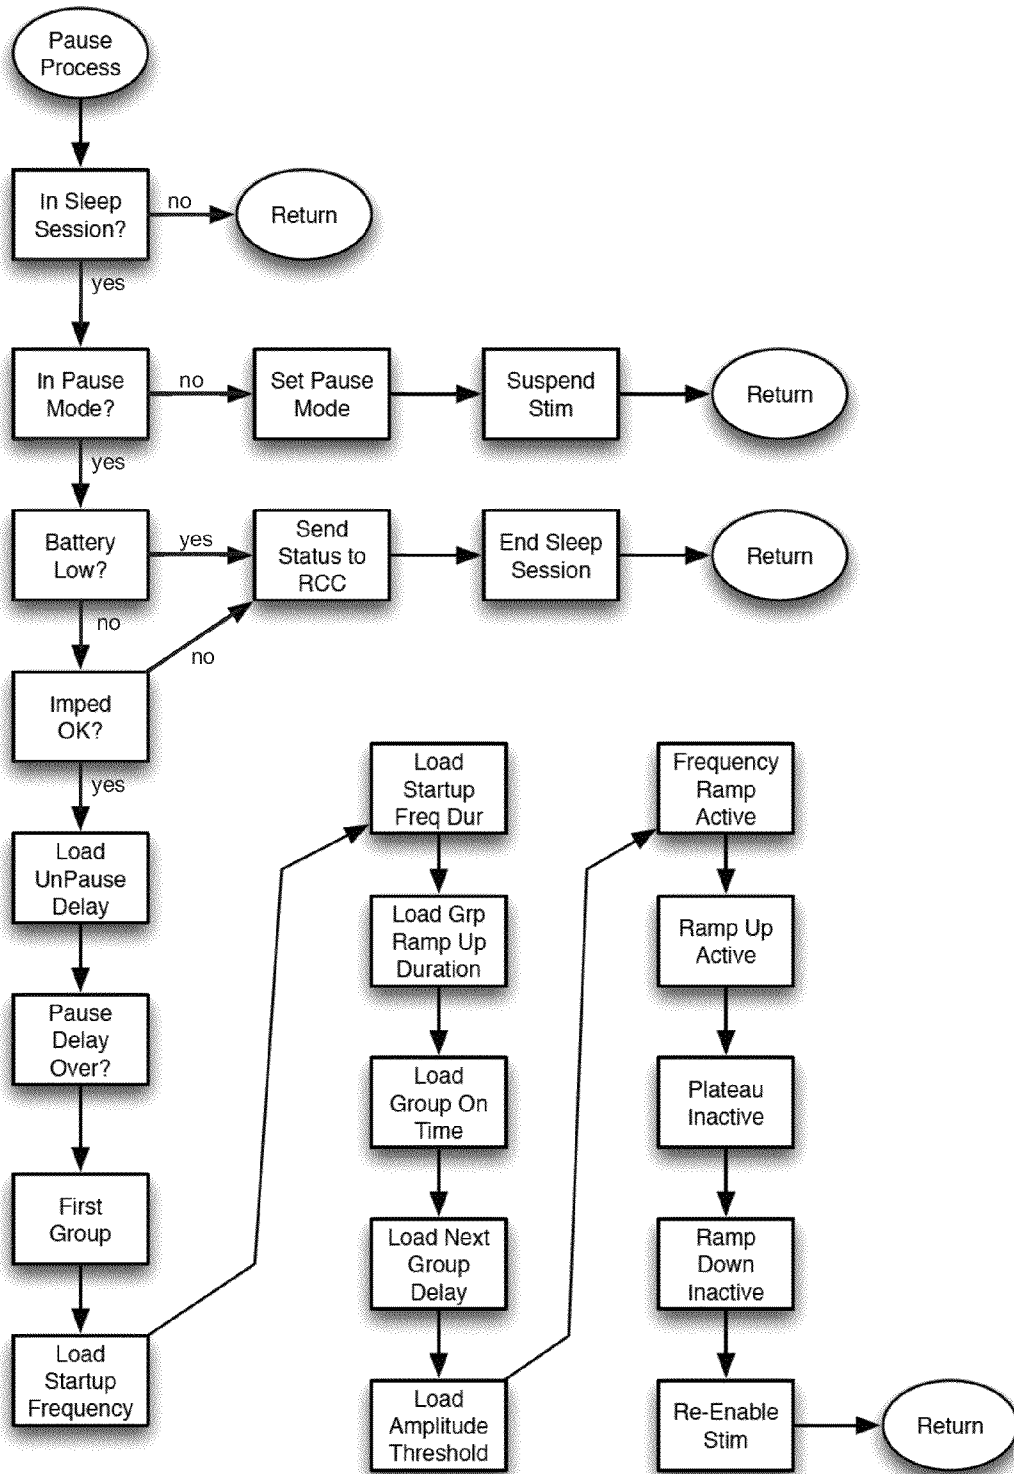 Pause
Process
In Sleep
Session?
no
Return
yes
In Pause
Mode?
no
Set Pause
Mode
Suspend
Stim
Return
yes
Battery
Low?
yes
Send
Status to
RCC
End Sleep
Session
Return
no
no
Imped
OK?
yes
Load
UnPause
Delay
Pause
Delay
Over?
First
Group
Load
Startup
Frequency
Load
Startup
Freq Dur
Load Grp
Ramp Up
Duration
Load
Group On
Time
Load Next
Group
Delay
Load
Amplitude
Threshold
Frequency
Ramp
Active
Ramp Up
Active
Plateau
Inactive
Ramp
Down
Inactive
Re-Enable
Stim
Return